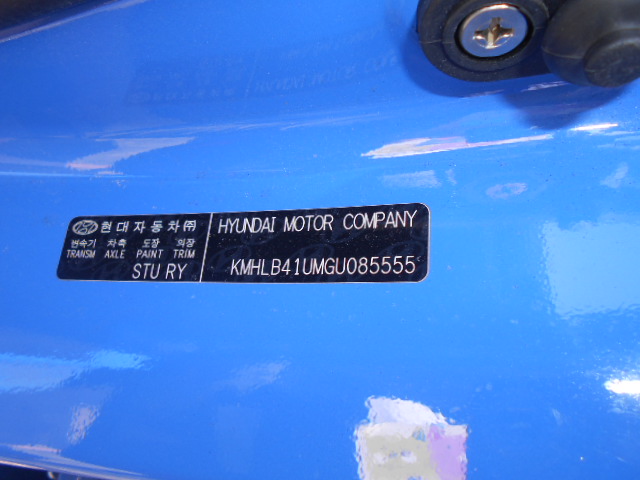 현대자동차㈜
변속기 차축 도장 의장
TRANSM AXLE PAINT TRIM
STU RY
HYUNDAI MOTOR COMPANY
KMHLB41UMGU085555